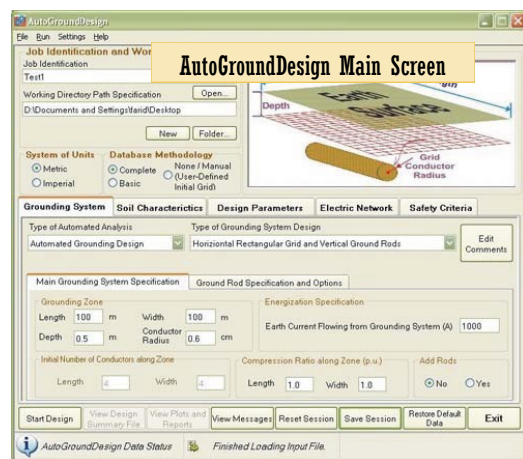 AutoGroundDesign
File Run Settings Help
Job Identification and Wor
AutoGroundDesign Main Screen
Job Identification
Test1
Working Directory Path Specification
Open...
D:\Documents and Settings\farid\Desktop
New
Folder...
Depth
Earth
Surface
Grid
Conductor
Radius
System of Units
Metric
Imperial
Database Methodology
Complete
Basic
None / Manual
(User-Defined
Initial Grid)
Grounding System
Soil Characterictics
Design Parameters
Electric Network
Safety Criteria
Type of Automated Analysis
Automated Grounding Design
Type of Grounding System Design
Horiziontal Rectangular Grid and Vertical Ground Rods
Edit
Comments
Main Grounding System Specification
Ground Rod Specification and Options
Grounding Zone
Length 100 m Width 100 m
Depth 0.5 m Conductor Radius 0.6 cm
Energization Specification
Earth Current Flowing from Grounding System (A) 1000
Initial Number of Conductors along Zone
Length 4 Width 4
Compression Ratio along Zone (p.u.)
Length 1.0 Width 1.0
Add Rods
No Yes
Start Design
View Design
Summary File
View Plots and
Reports
View Messages
Reset Session
Save Session
Restore Default
Data
Exit
AutoGroundDesign Data Status
Finished Loading Input File.